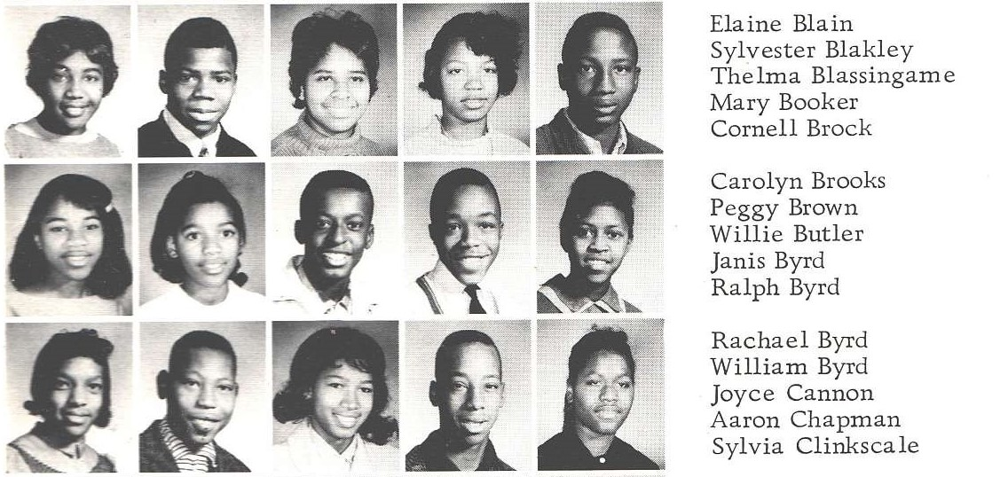 Elaine Blain
Sylvester Blakley
Thelma Blassingame
Mary Booker
Cornell Brock
Carolyn Brooks
Peggy Brown
Willie Butler
Janis Byrd
Ralph Byrd
Rachael Byrd
William Byrd
Joyce Cannon
Aaron Chapman
Sylvia Clinkscale